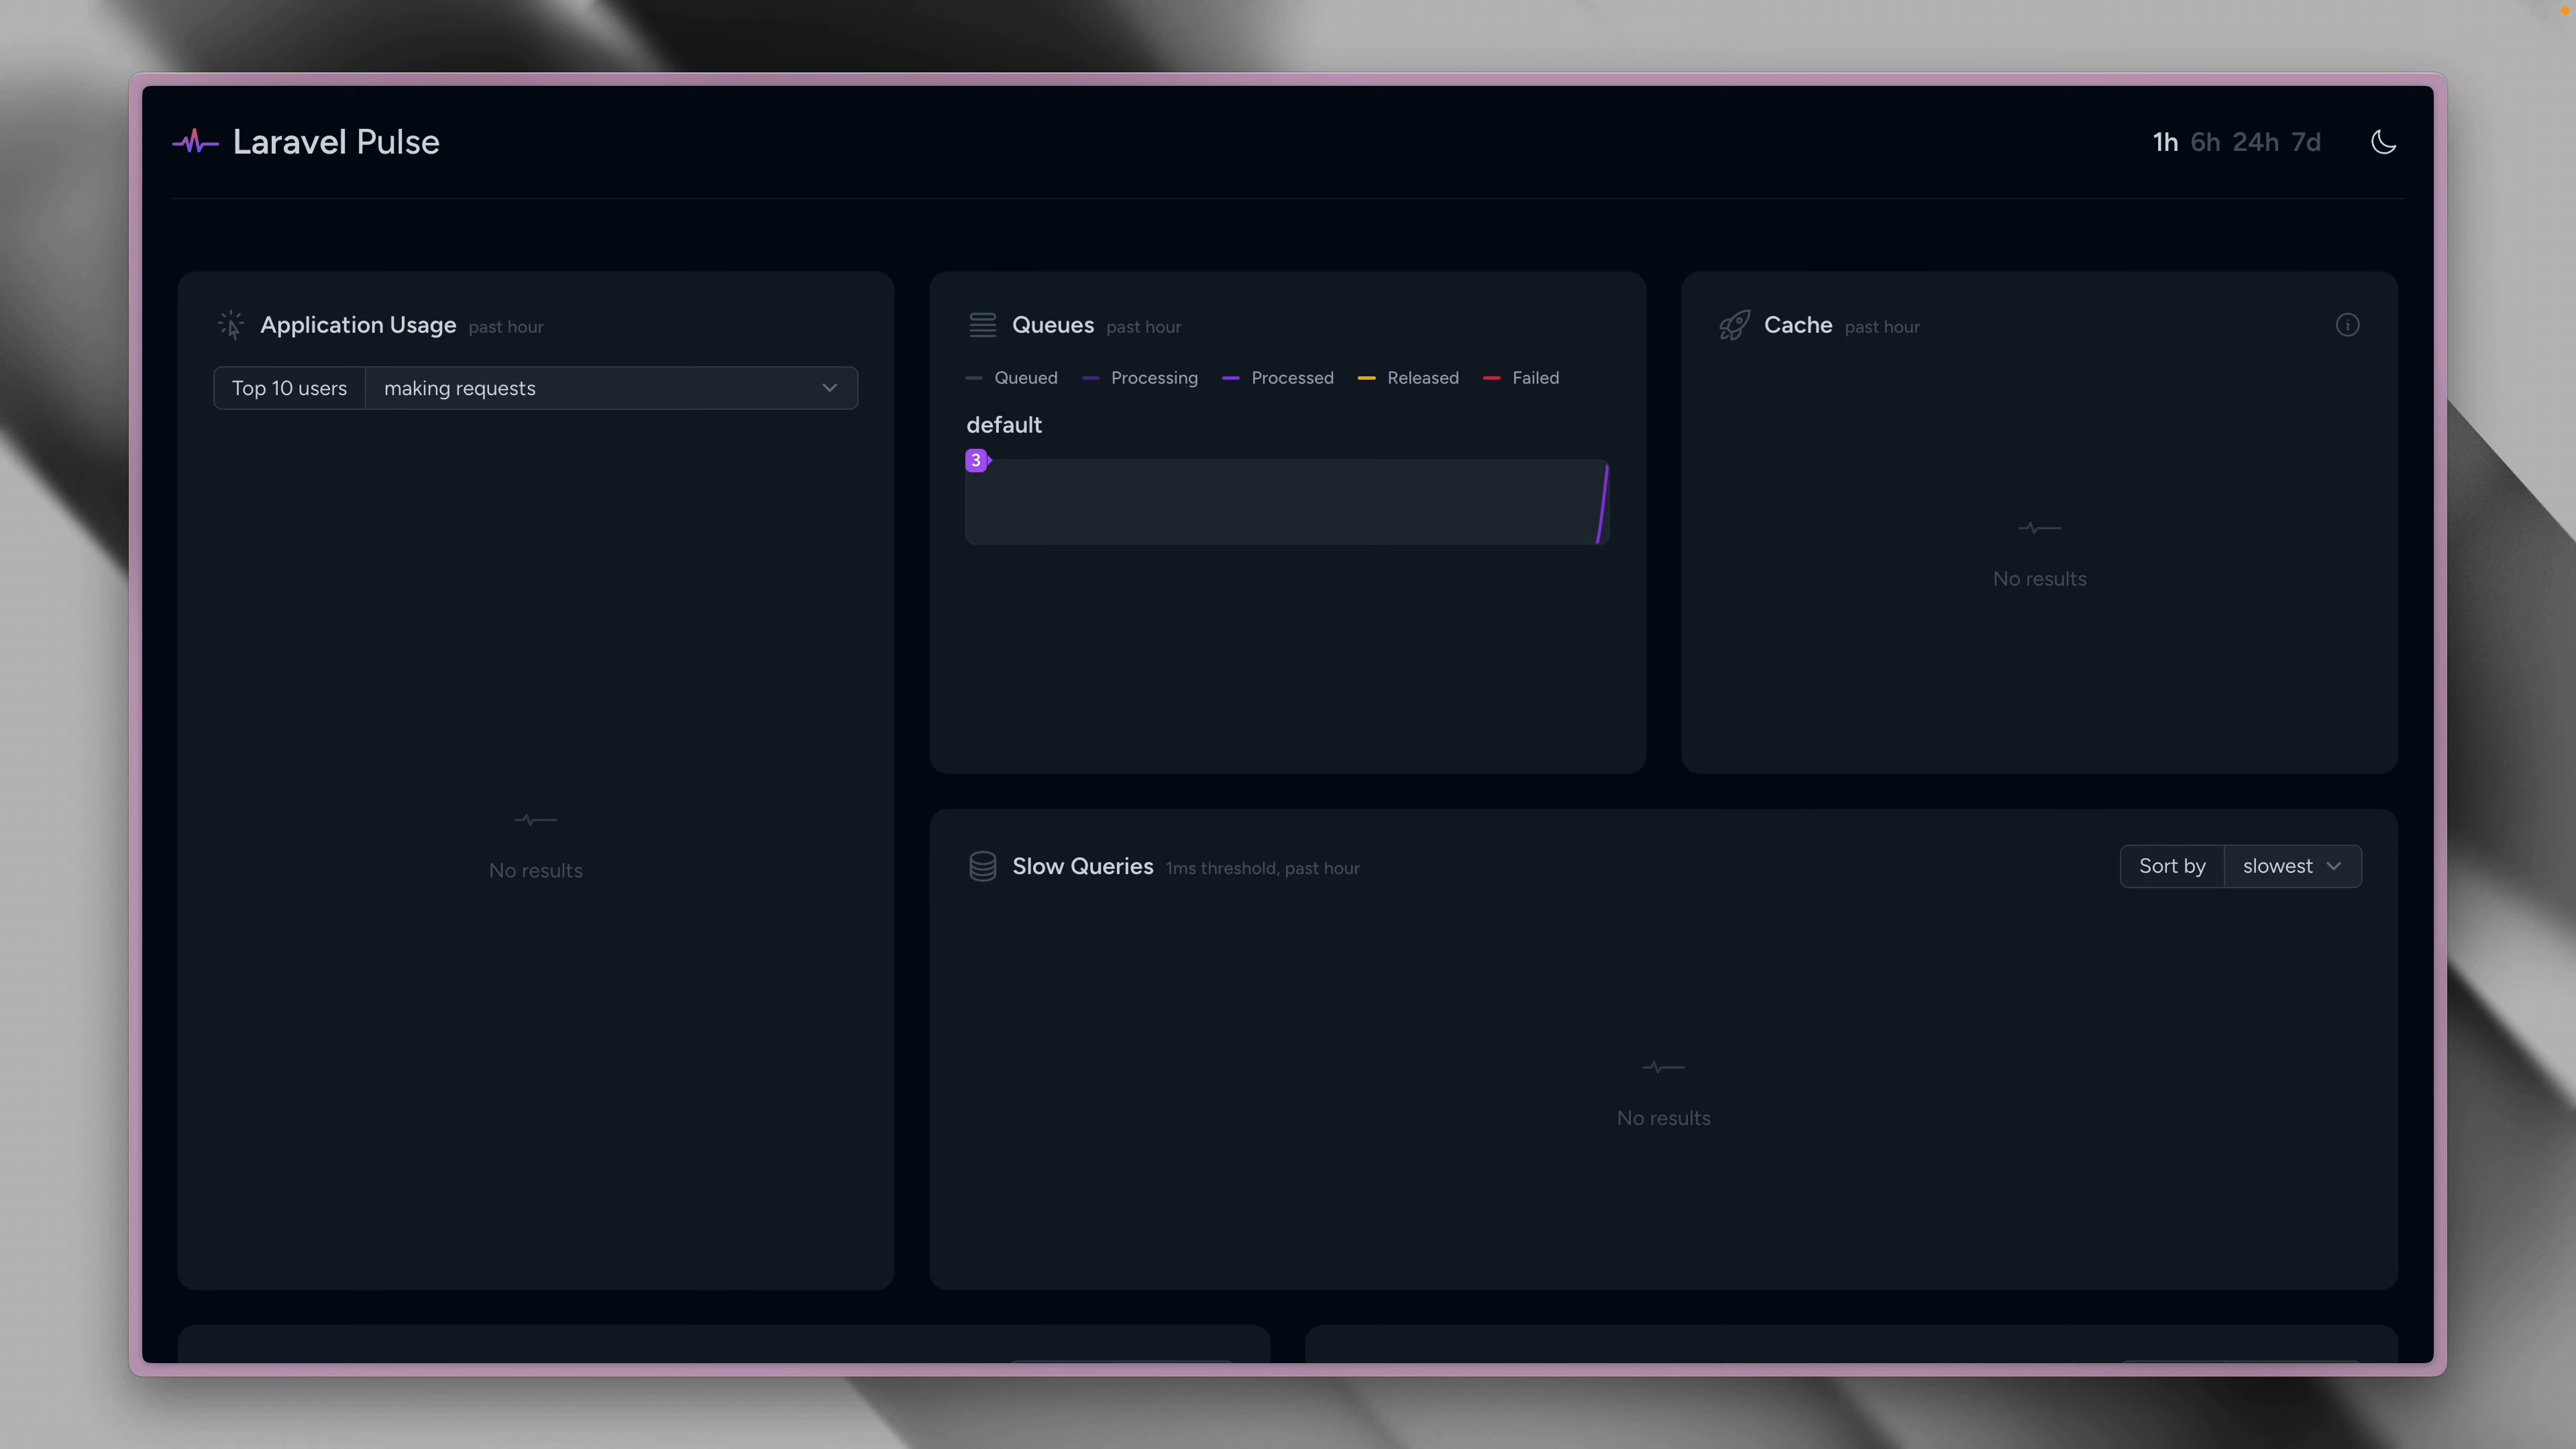 Laravel Pulse
1h 6h 24h 7d
Application Usage past hour
Top 10 users making requests
No results
Queues past hour
Queued Processing Processed Released Failed
default
3
Cache past hour
No results
Slow Queries 1ms threshold, past hour
Sort by slowest
No results